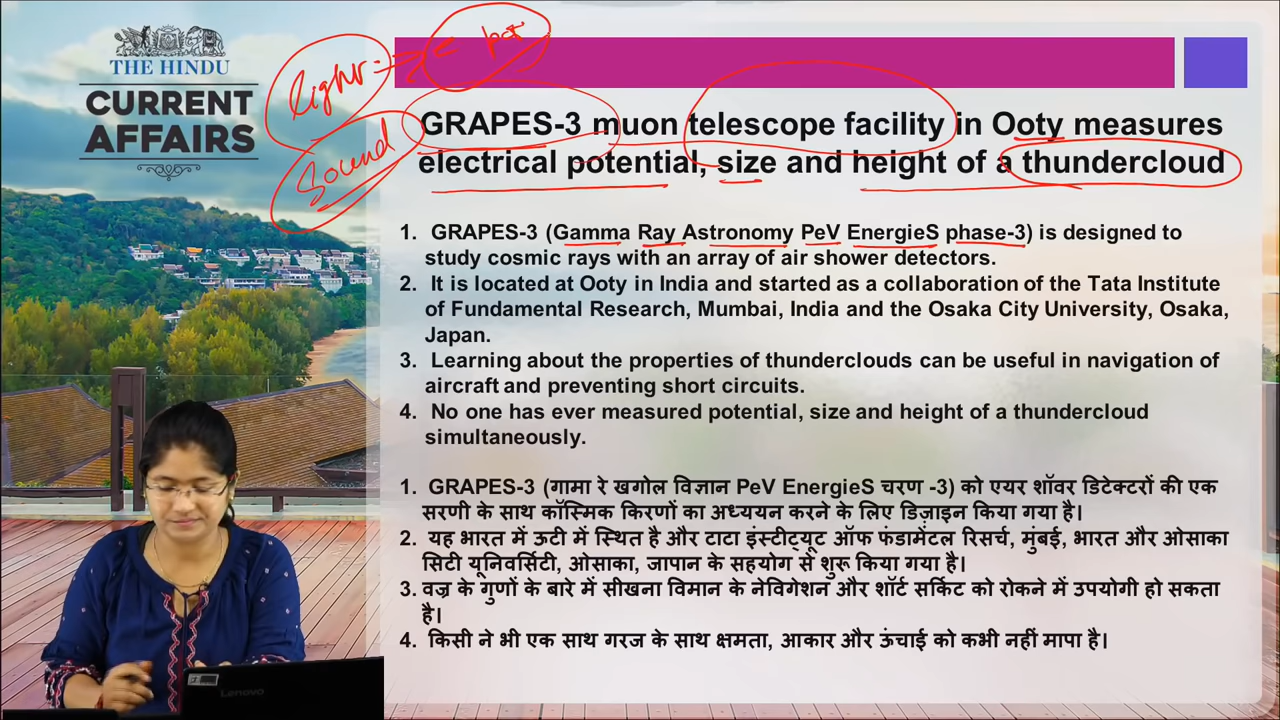 THE HINDU
CURRENT
AFFAIRS
light
Sound
GRAPES-3 muon telescope facility in Ooty measures
electrical potential, size and height of a thundercloud
1. GRAPES-3 (Gamma Ray Astronomy PeV EnergieS phase-3) is designed to
study cosmic rays with an array of air shower detectors.
2. It is located at Ooty in India and started as a collaboration of the Tata Institute
of Fundamental Research, Mumbai, India and the Osaka City University, Osaka,
Japan.
3. Learning about the properties of thunderclouds can be useful in navigation of
aircraft and preventing short circuits.
4. No one has ever measured potential, size and height of a thundercloud
simultaneously.
1. GRAPES-3 (गामा रे खगोल विज्ञान PeV EnergieS चरण -3) को एयर शॉवर डिटेक्टरों की एक
सरणी के साथ कॉस्मिक किरणों का अध्ययन करने के लिए डिज़ाइन किया गया है।
2. यह भारत में ऊटी में स्थित है और टाटा इंस्टीट्यूट ऑफ फंडामेंटल रिसर्च, मुंबई, भारत और ओसाका
सिटी यूनिवर्सिटी, ओसाका, जापान के सहयोग से शुरू किया गया है।
3. वज्र के गुणों के बारे में सीखना विमान के नेविगेशन और शॉर्ट सर्किट को रोकने में उपयोगी हो सकता
है।
4. किसी ने भी एक साथ गरज के साथ क्षमता, आकार और ऊंचाई को कभी नहीं मापा है।
Lenovo